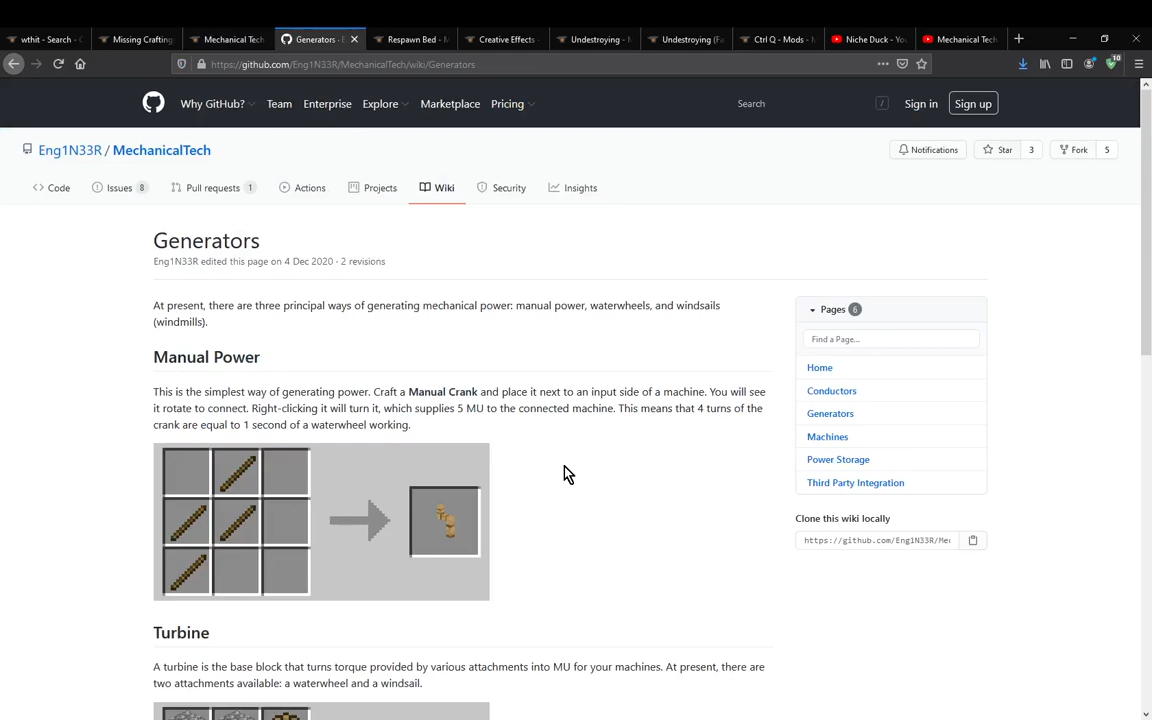 wthit - Search - C
Missing Crafting
Mechanical Tech
Generators · E
Respawn Bed - M
Creative Effects -
Undestroying - M
Undestroying (Fa
Ctrl Q - Mods - M
Niche Duck - You
Mechanical Tech
https://github.com/Eng1N33R/MechanicalTech/wiki/Generators
10
Why GitHub?
Team
Enterprise
Explore
Marketplace
Pricing
Search
/
Sign in
Sign up
Eng1N33R / MechanicalTech
Notifications
Star 3
Fork 5
Code
Issues 8
Pull requests 1
Actions
Projects
Wiki
Security
Insights
Generators
Eng1N33R edited this page on 4 Dec 2020 · 2 revisions
At present, there are three principal ways of generating mechanical power: manual power, waterwheels, and windsails
(windmills).
Manual Power
This is the simplest way of generating power. Craft a Manual Crank and place it next to an input side of a machine. You will see
it rotate to connect. Right-clicking it will turn it, which supplies 5 MU to the connected machine. This means that 4 turns of the
crank are equal to 1 second of a waterwheel working.
Turbine
A turbine is the base block that turns torque provided by various attachments into MU for your machines. At present, there are
two attachments available: a waterwheel and a windsail.
Pages 6
Find a Page...
Home
Conductors
Generators
Machines
Power Storage
Third Party Integration
Clone this wiki locally
https://github.com/Eng1N33R/Mec